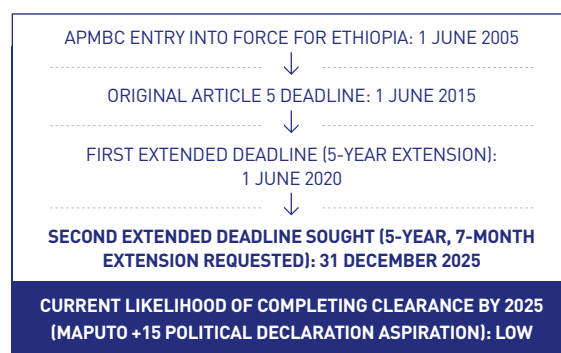 APMBC ENTRY INTO FORCE FOR ETHIOPIA: 1 JUNE 2005
ORIGINAL ARTICLE 5 DEADLINE: 1 JUNE 2015
FIRST EXTENDED DEADLINE (5-YEAR EXTENSION):
1 JUNE 2020
SECOND EXTENDED DEADLINE SOUGHT (5-YEAR, 7-MONTH
EXTENSION REQUESTED): 31 DECEMBER 2025
CURRENT LIKELIHOOD OF COMPLETING CLEARANCE BY 2025
(MAPUTO +15 POLITICAL DECLARATION ASPIRATION): LOW